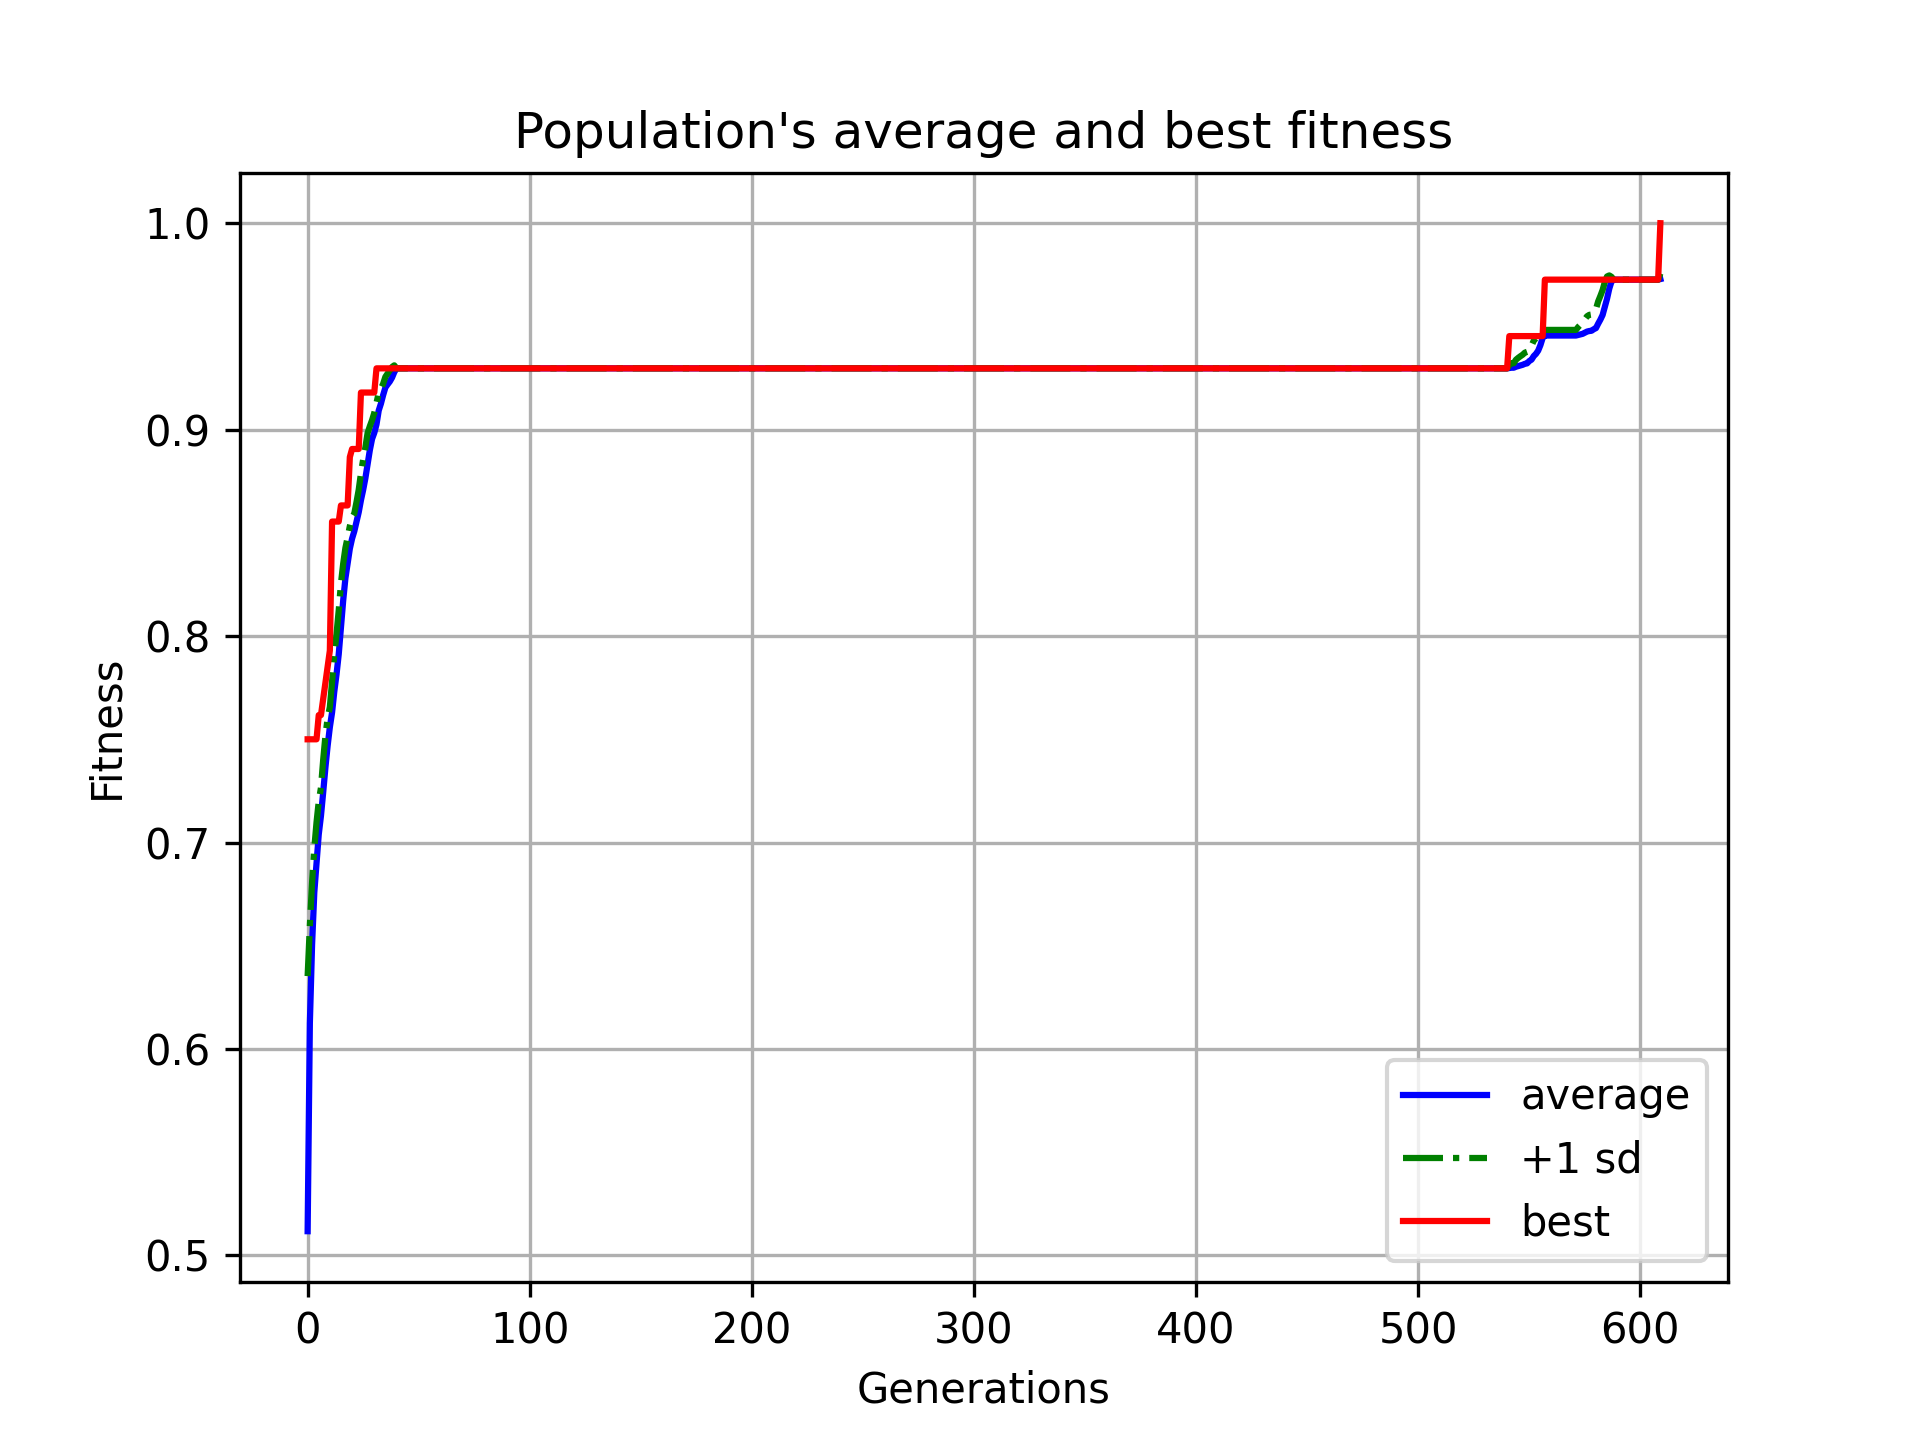 Population's average and best fitness
1.0
0.9
0.8
0.7
0.6
0.5
Fitness
0 100 200 300 400 500 600
Generations
average
+1 sd
best